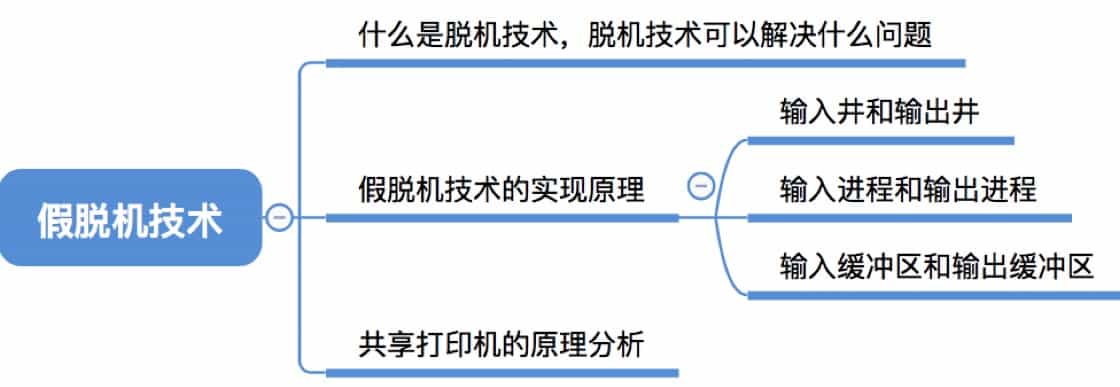 什么是脱机技术，脱机技术可以解决什么问题
输入井和输出井
假脱机技术的实现原理
输入进程和输出进程
假脱机技术
输入缓冲区和输出缓冲区
共享打印机的原理分析